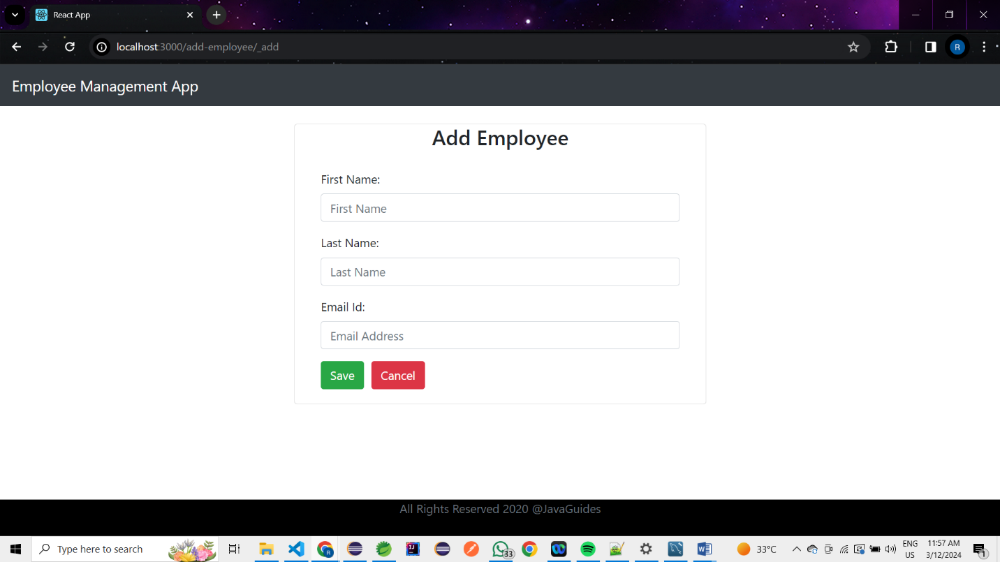 React App
localhost:3000/add-employee/_add
R
Employee Management App
Add Employee
First Name:
First Name
Last Name:
Last Name
Email Id:
Email Address
Save Cancel
All Rights Reserved 2020 @JavaGuides
Type here to search
R
IJ
33
W
33°C
ENG
US
11:57 AM
3/12/2024
1